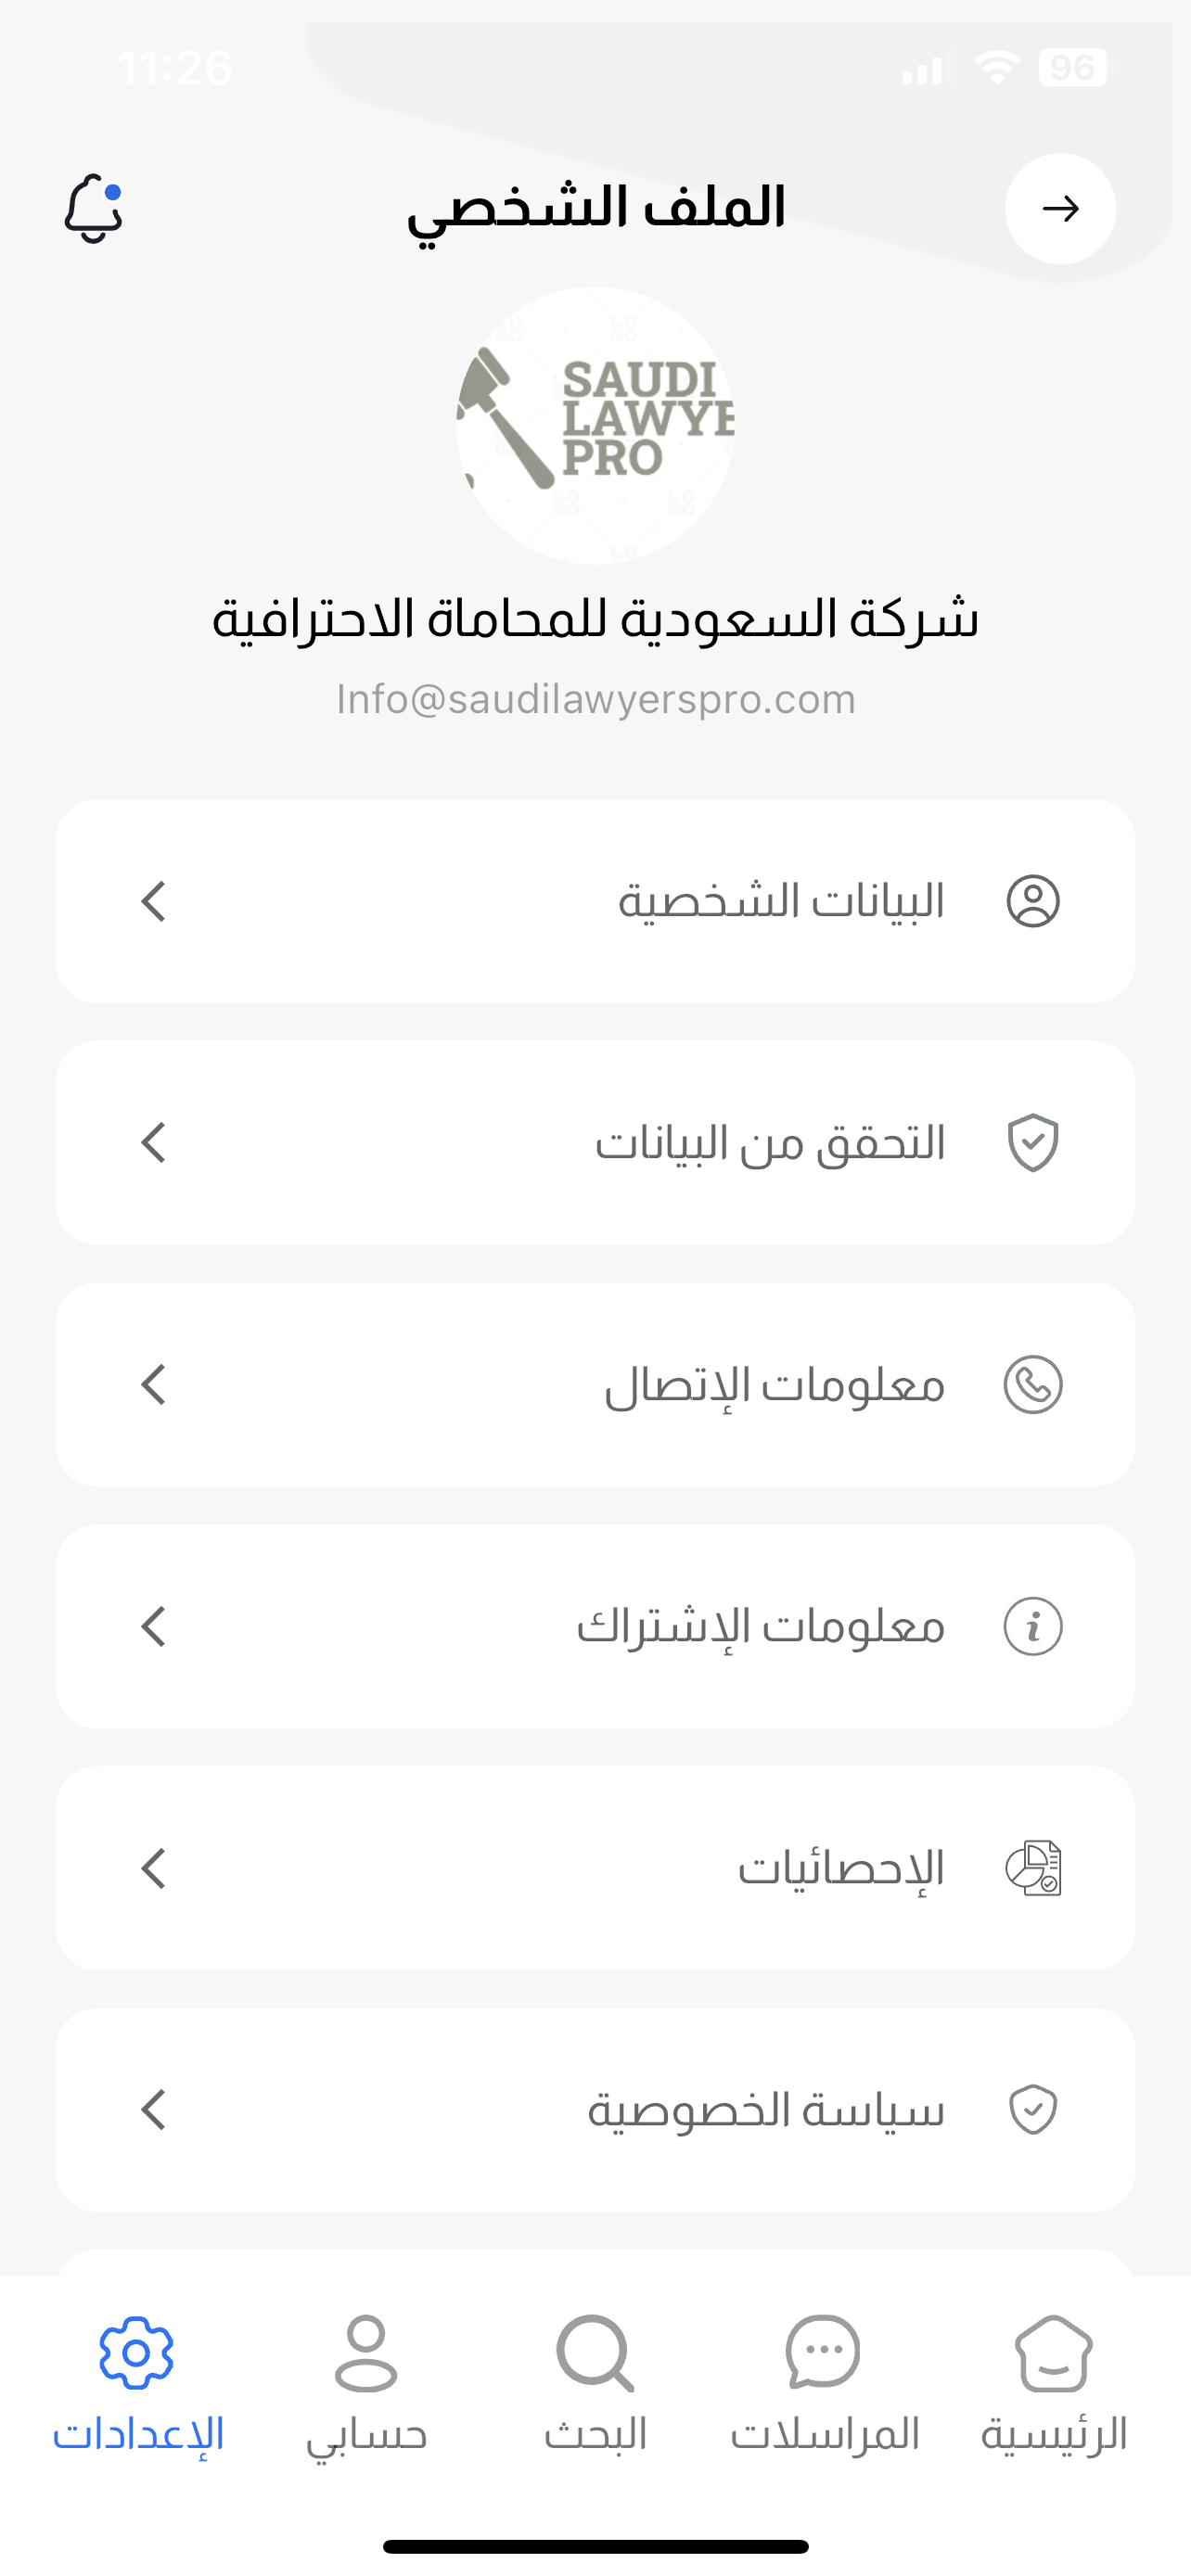 11:26
96
الملف الشخصي
SAUDI
LAWYE
PRO
شركة السعودية للمحاماة الاحترافية
Info@saudilawyerspro.com
البيانات الشخصية
التحقق من البيانات
معلومات الإتصال
معلومات الإشتراك
الإحصائيات
سياسة الخصوصية
الرئيسية
المراسلات
البحث
حسابي
الإعدادات